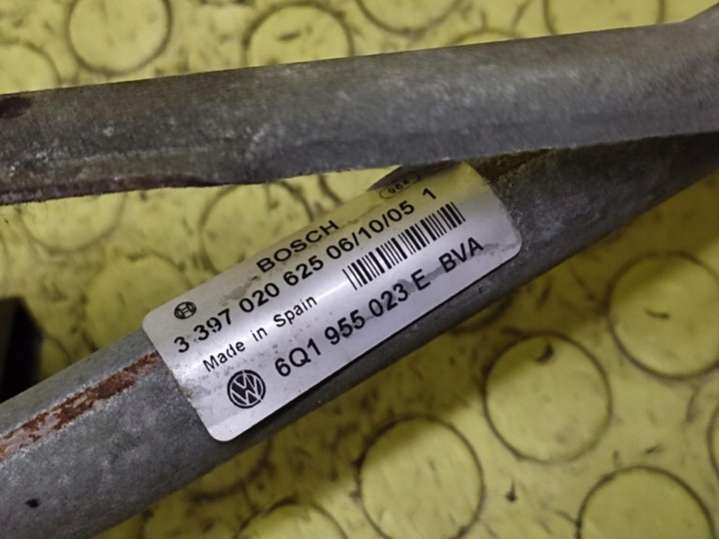 BOSCH
3 397 020 625 06/10/05 1
Made in Spain
6Q1 955 023 E BVA